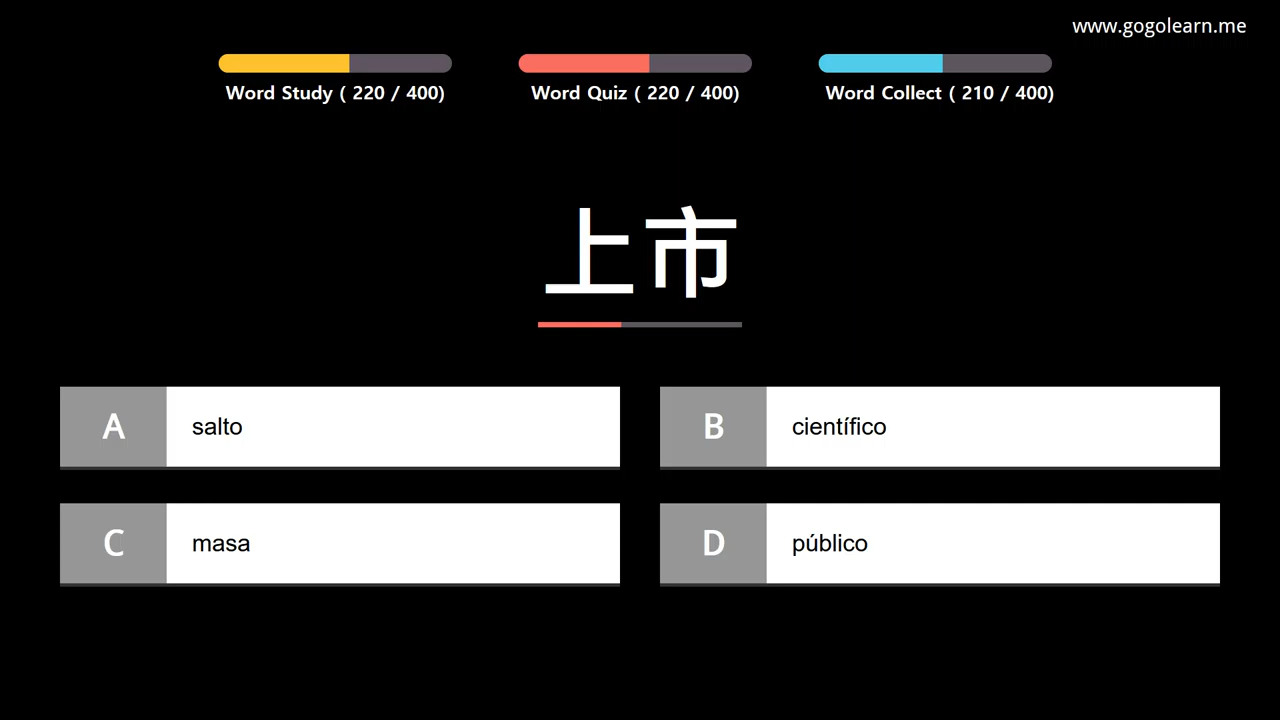 www.gogolearn.me
Word Study ( 220 / 400)
Word Quiz ( 220 / 400)
Word Collect ( 210 / 400)
上市
A salto
B científico
C masa
D público